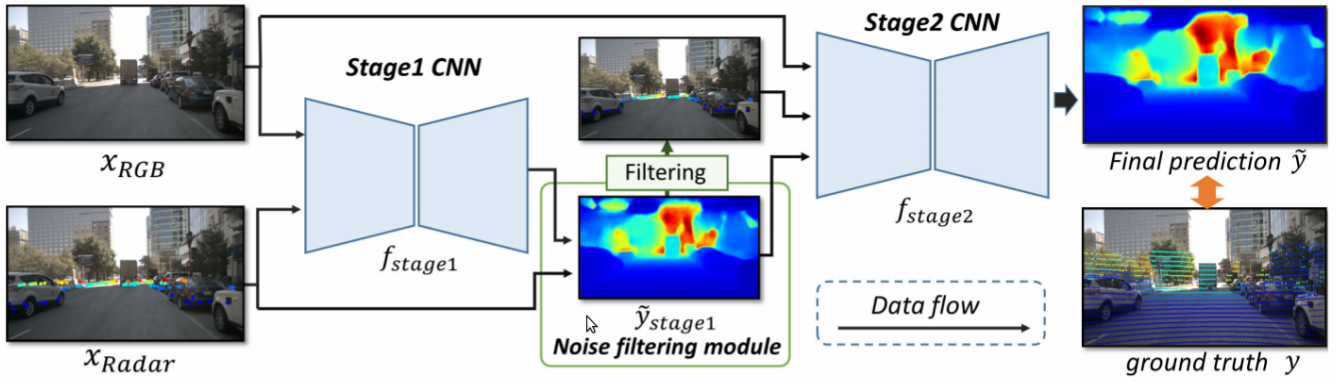 Stage1 CNN
Stage2 CNN
x_RGB
Filtering
f_stage1
f_stage2
Final prediction ỹ
ỹ_stage1
Noise filtering module
Data flow
x_Radar
ground truth y